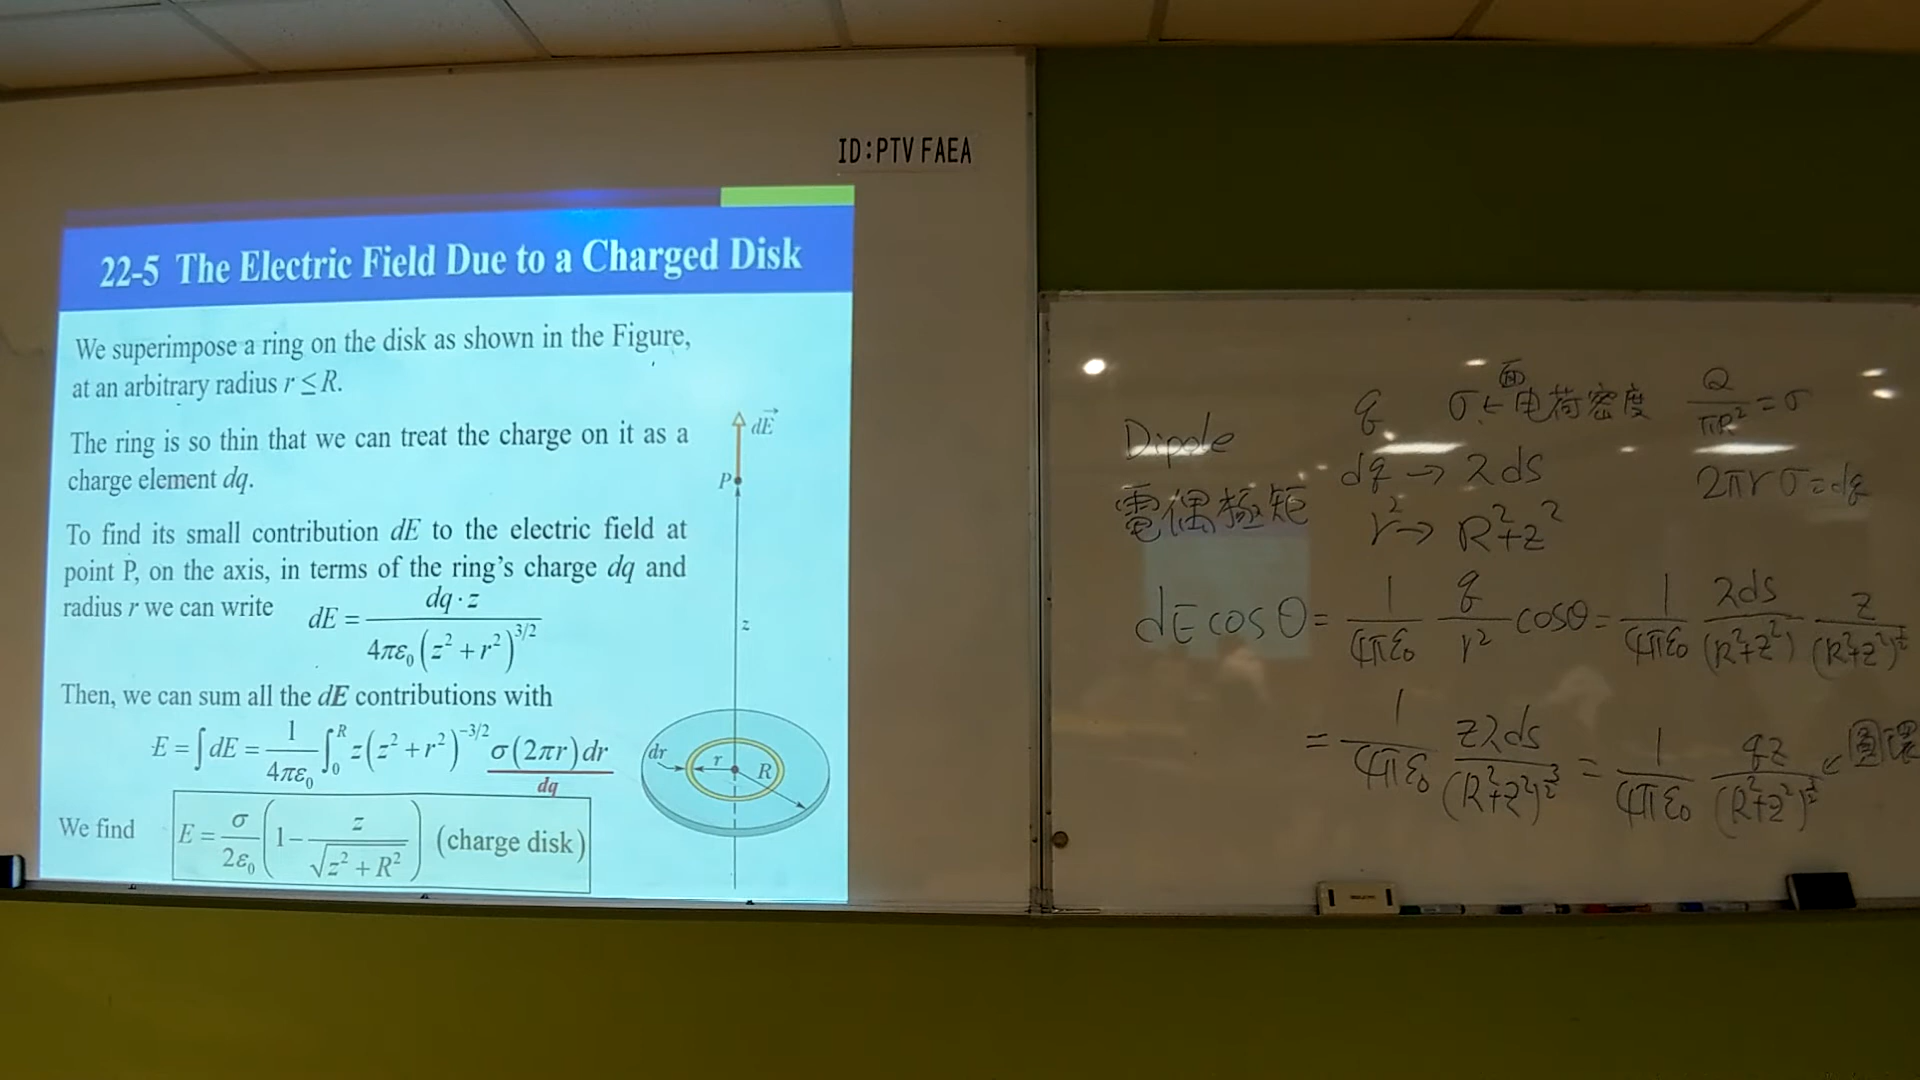 ID:PTV FAEA
22-5 The Electric Field Due to a Charged Disk
We superimpose a ring on the disk as shown in the Figure,
at an arbitrary radius r ≤ R.
The ring is so thin that we can treat the charge on it as a
charge element dq.
To find its small contribution dE to the electric field at
point P, on the axis, in terms of the ring's charge dq and
radius r we can write dE = dq · z / 4πε₀(z² + r²)^3/2
Then, we can sum all the dE contributions with
E = ∫dE = 1/4πε₀ ∫₀ᴿ z(z² + r²)^−3/2 σ(2πr)dr
dq
We find E = σ/2ε₀ (1 − z/√(z² + R²)) (charge disk)
dE
P
z
dr r R
Dipole
電偶極矩
q σ ← 面电荷密度 Q/πR² = σ
dq → λds 2πrσ = dq
r² → R²+z²
dE cos θ = 1/4πε₀ q/r² cosθ = 1/4πε₀ λds/(R²+z²) z/(R²+z²)^½
= 1/4πε₀ zλds/(R²+z²)^3/2 = 1/4πε₀ qz/(R²+z²)^3/2 ← 圓環